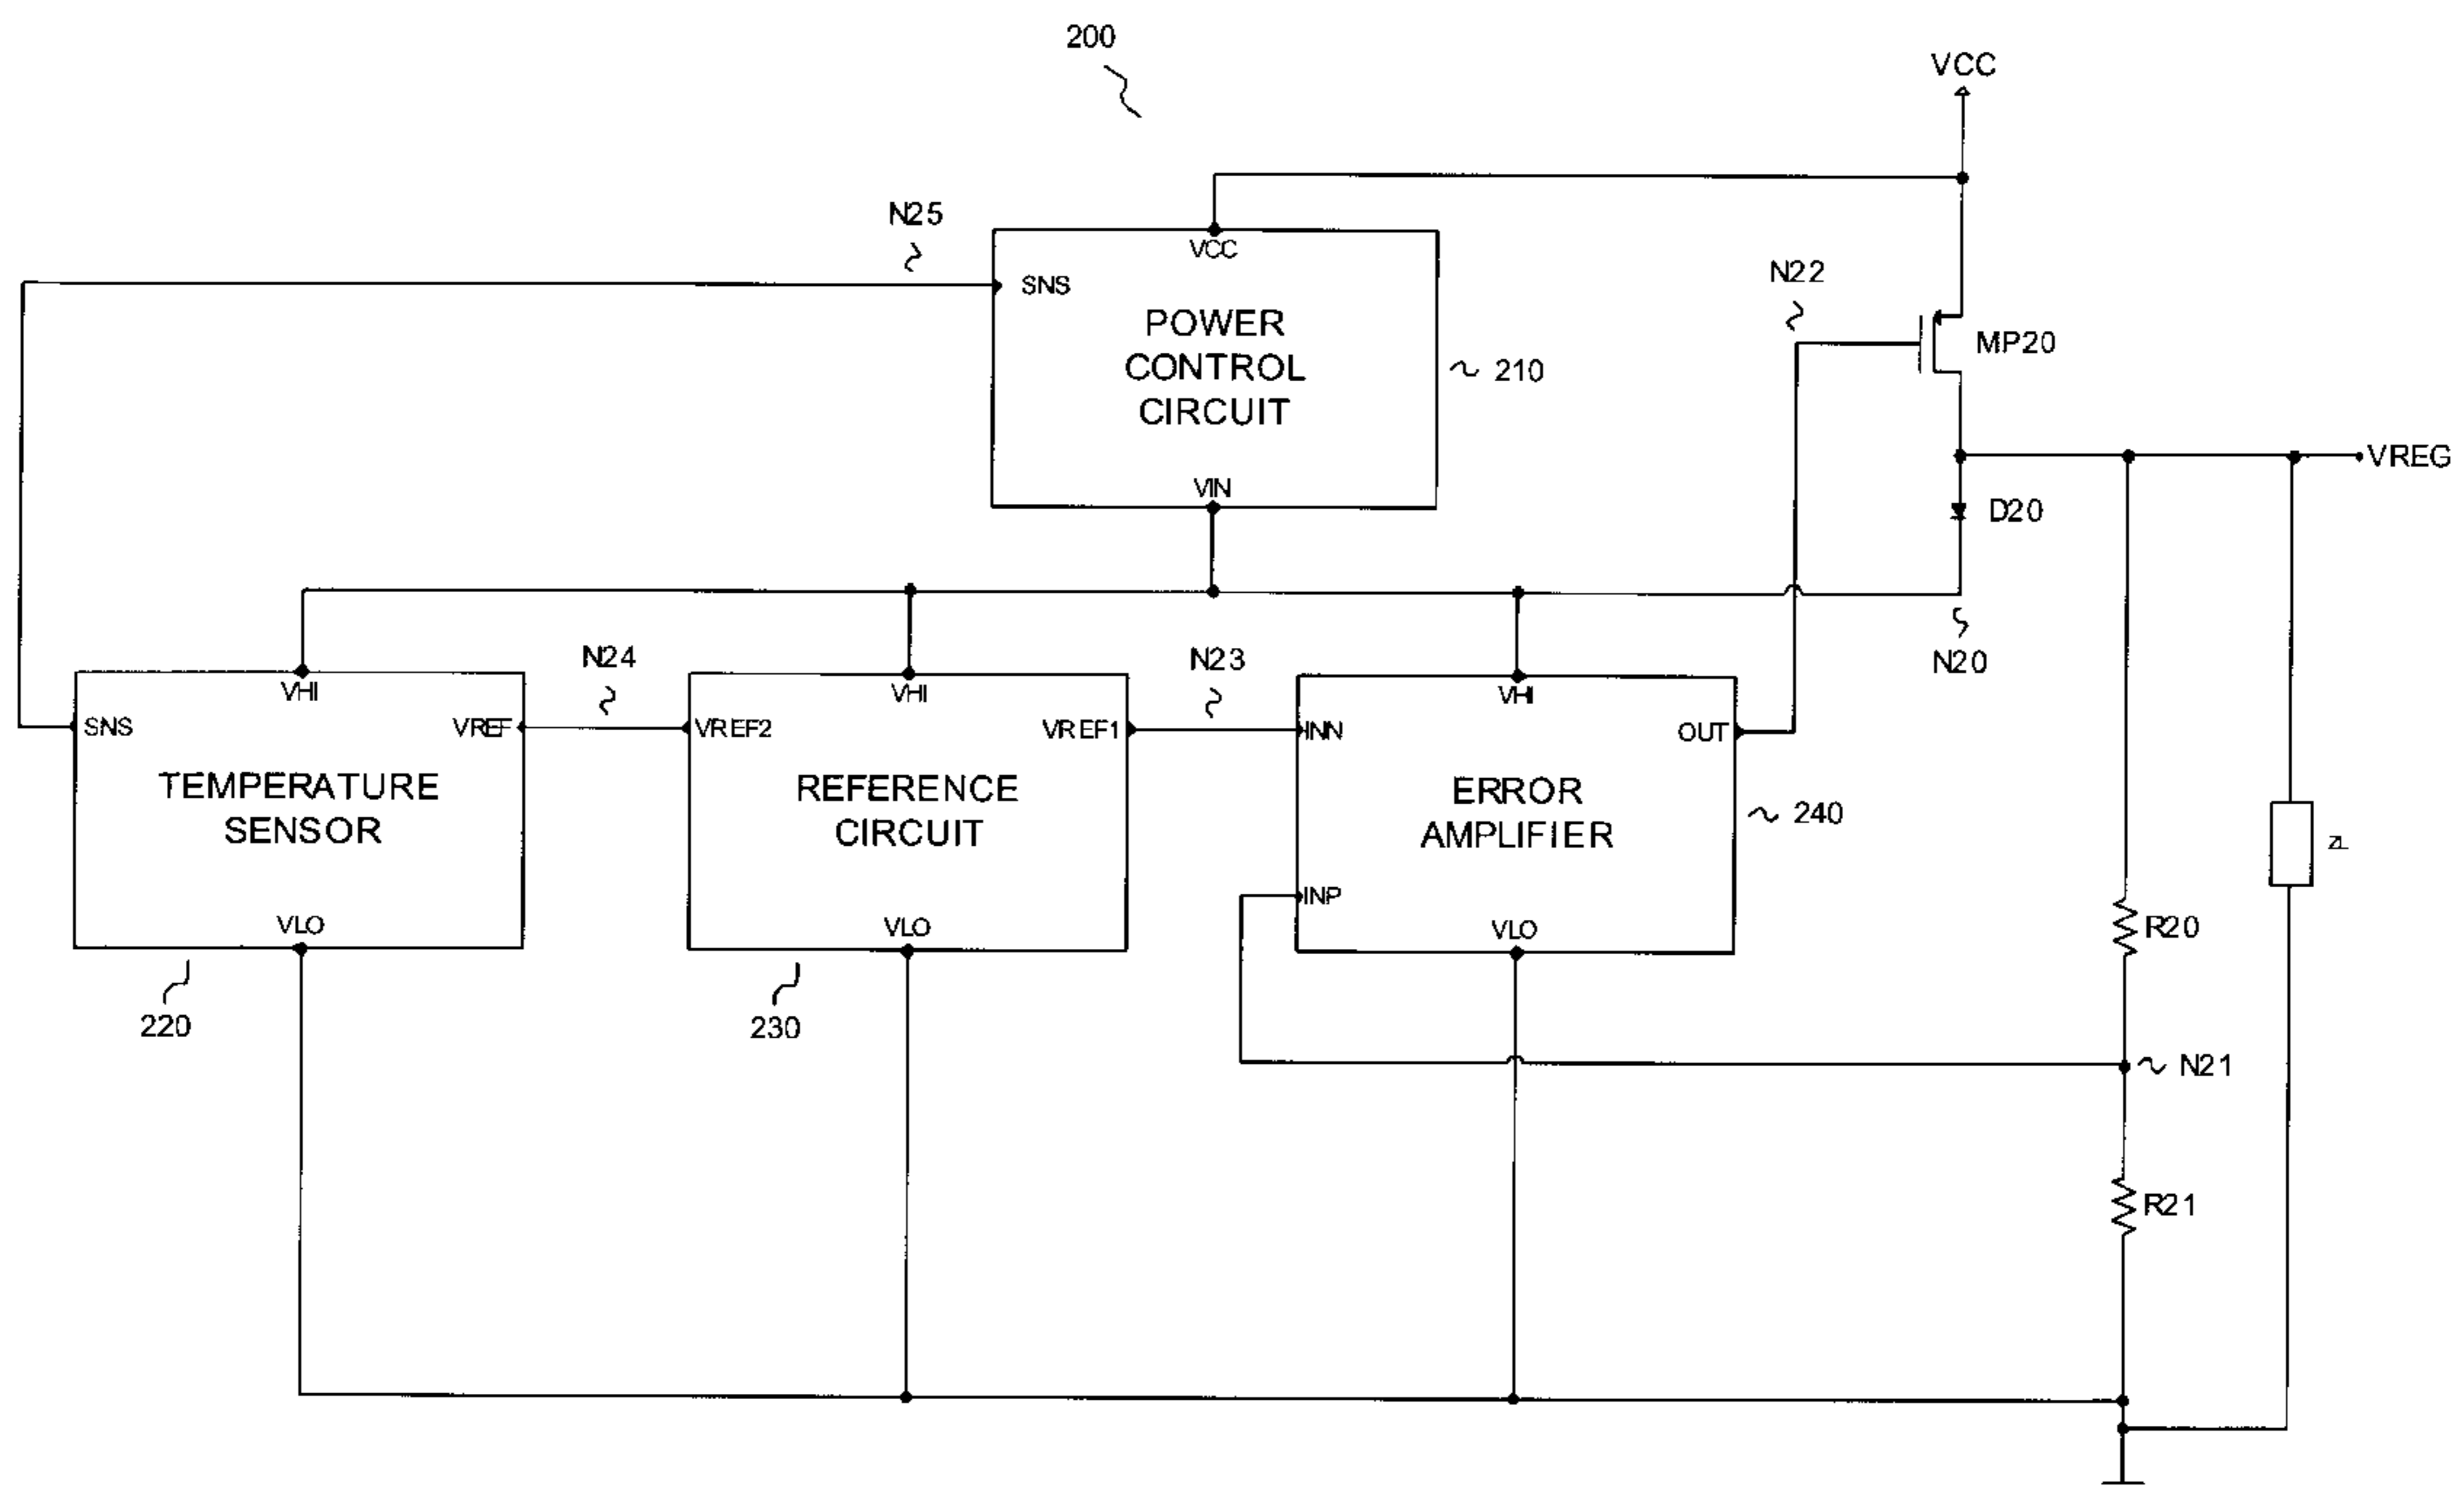 200
VCC
N25
VCC
SNS
POWER
CONTROL
CIRCUIT
210
VIN
N22
MP20
VREG
D20
N20
N24
N23
VHI
SNS
VREF
TEMPERATURE
SENSOR
VLO
220
VHI
VREF2
VREF1
REFERENCE
CIRCUIT
VLO
230
VHI
INN
OUT
ERROR
AMPLIFIER
240
INP
VLO
ZL
R20
N21
R21